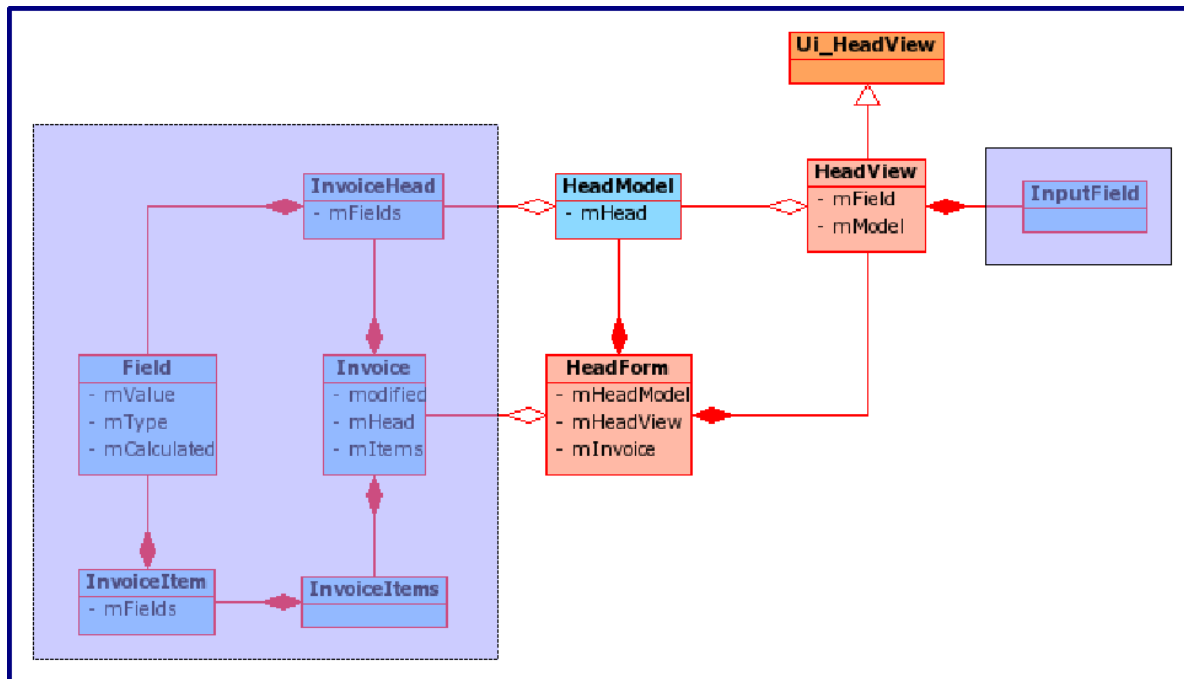 Ui_HeadView
InvoiceHead
- mFields
HeadModel
- mHead
HeadView
- mField
- mModel
InputField
Field
- mValue
- mType
- mCalculated
Invoice
- modified
- mHead
- mItems
HeadForm
- mHeadModel
- mHeadView
- mInvoice
InvoiceItem
- mFields
InvoiceItems